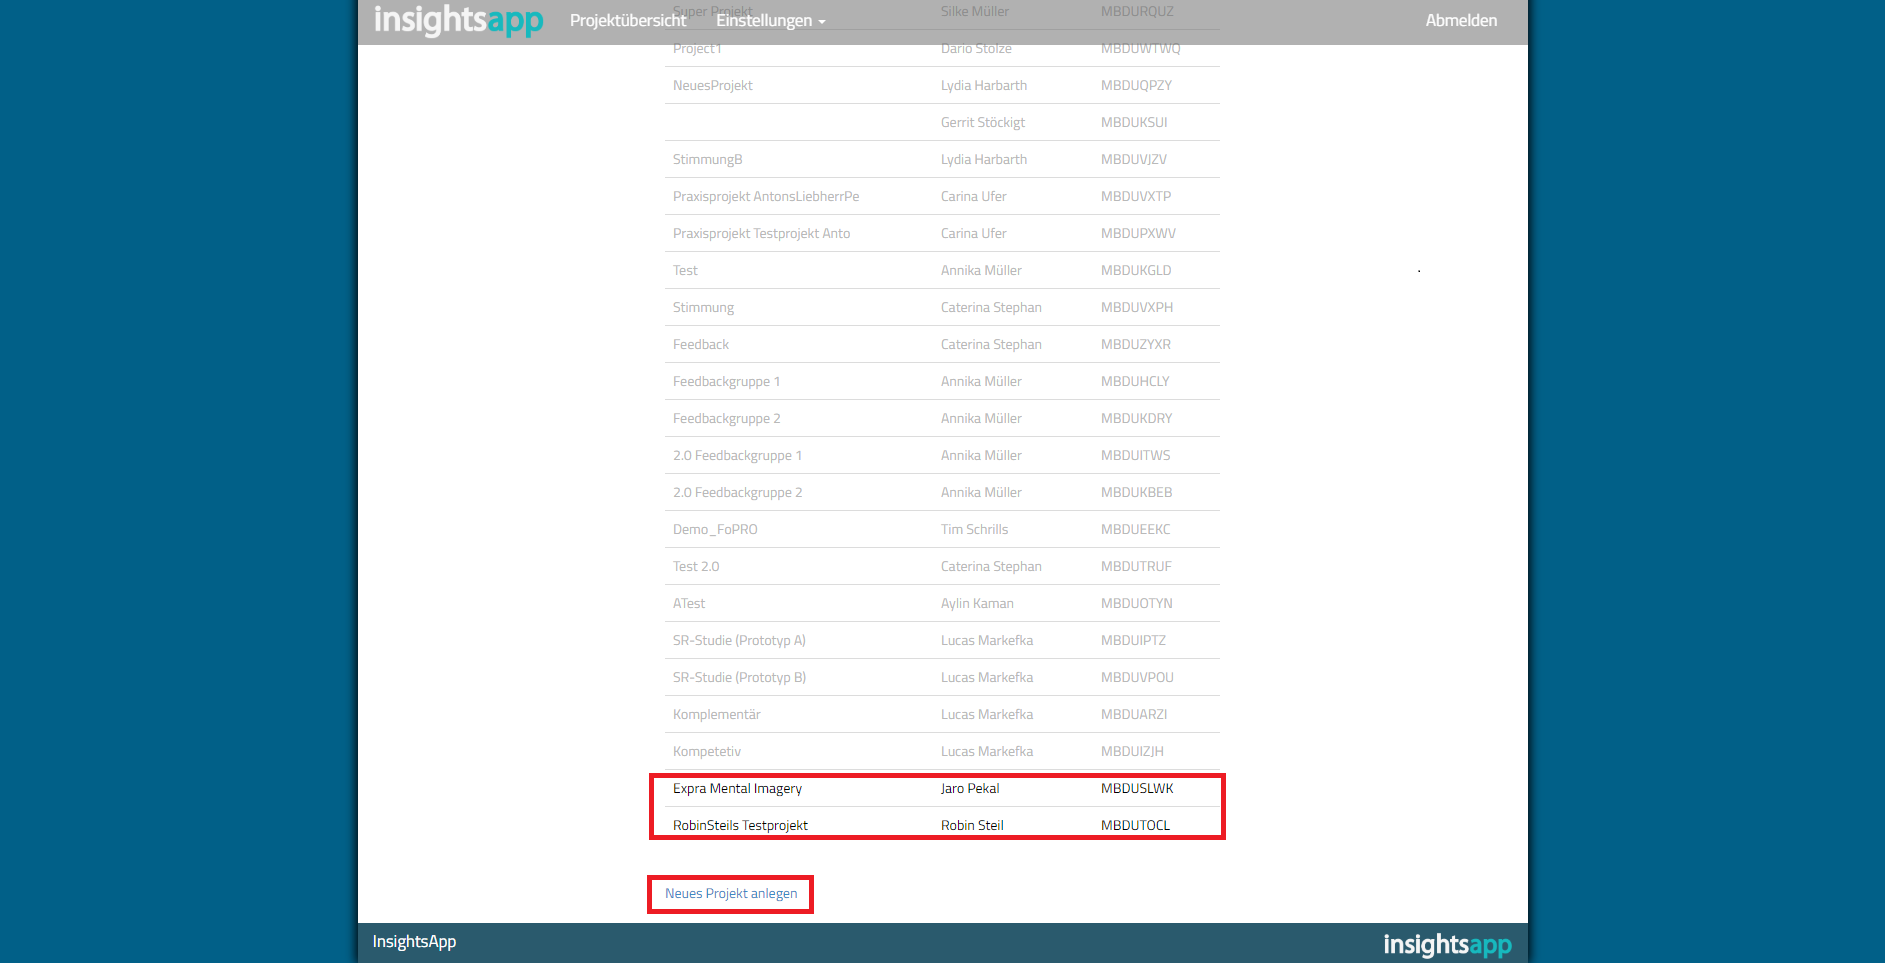 insightsapp Projektübersicht Einstellungen Abmelden
Super Projekt Silke Müller MBDURQUZ
Project1 Dario Stolze MBDUWTWQ
NeuesProjekt Lydia Harbarth MBDUQPZY
Gerrit Stöckigt MBDUKSUI
StimmungB Lydia Harbarth MBDUVJZV
Praxisprojekt AntonsLiebherrPe Carina Ufer MBDUVXTP
Praxisprojekt Testprojekt Anto Carina Ufer MBDUPXWV
Test Annika Müller MBDUKGLD
Stimmung Caterina Stephan MBDUVXPH
Feedback Caterina Stephan MBDUZYXR
Feedbackgruppe 1 Annika Müller MBDUHCLY
Feedbackgruppe 2 Annika Müller MBDUKDRY
2.0 Feedbackgruppe 1 Annika Müller MBDUITWS
2.0 Feedbackgruppe 2 Annika Müller MBDUKBEB
Demo_FoPRO Tim Schrills MBDUEEKC
Test 2.0 Caterina Stephan MBDUTRUF
ATest Aylin Kaman MBDUOTYN
SR-Studie (Prototyp A) Lucas Markefka MBDUIPTZ
SR-Studie (Prototyp B) Lucas Markefka MBDUVPOU
Komplementär Lucas Markefka MBDUARZI
Kompetetiv Lucas Markefka MBDUIZJH
Expra Mental Imagery Jaro Pekal MBDUSLWK
RobinSteils Testprojekt Robin Steil MBDUTOCL
Neues Projekt anlegen
InsightsApp insightsapp